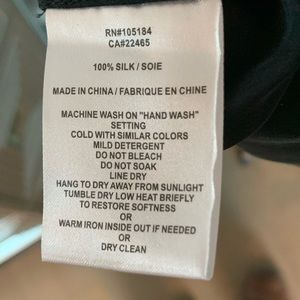 RN#105184
CA#22465
100% SILK / SOIE
MADE IN CHINA / FABRIQUE EN CHINE
MACHINE WASH ON "HAND WASH"
SETTING
COLD WITH SIMILAR COLORS
MILD DETERGENT
DO NOT BLEACH
DO NOT SOAK
LINE DRY
HANG TO DRY AWAY FROM SUNLIGHT
TUMBLE DRY LOW HEAT BRIEFLY
TO RESTORE SOFTNESS
OR
WARM IRON INSIDE OUT IF NEEDED
OR
DRY CLEAN